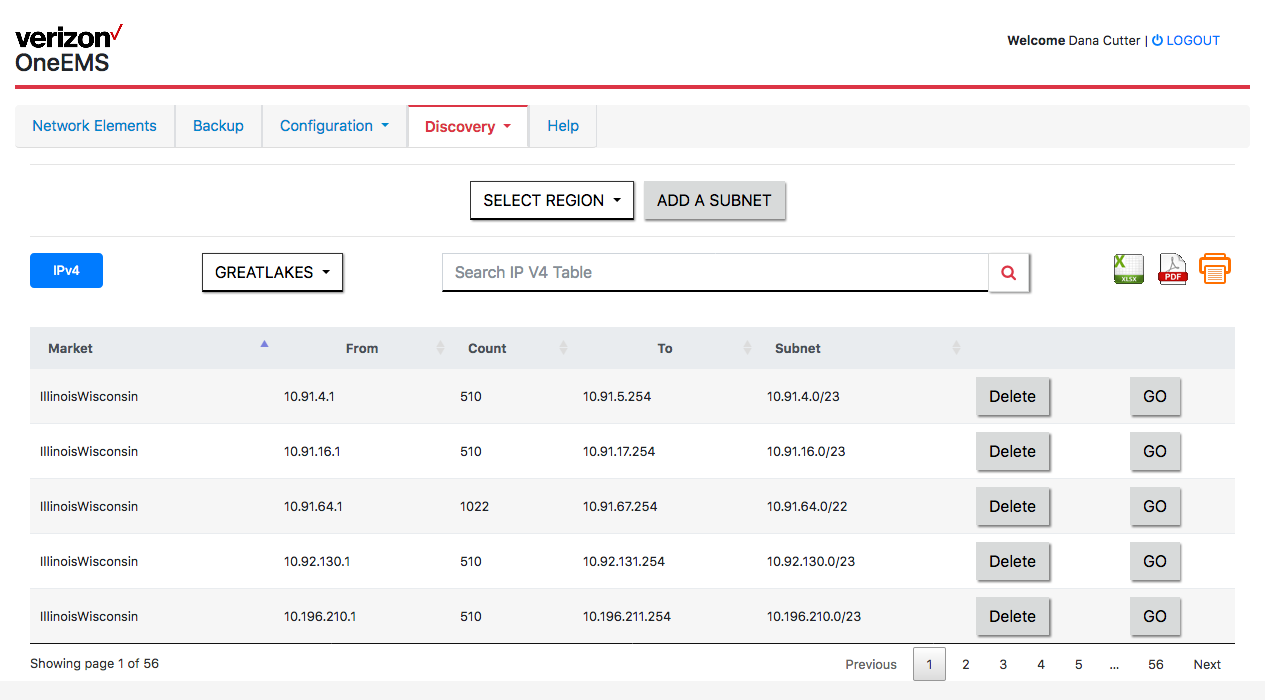 verizon
OneEMS
Welcome Dana Cutter | LOGOUT
Network Elements Backup Configuration Discovery Help
SELECT REGION ADD A SUBNET
IPv4 GREATLAKES Search IP V4 Table X XLSX PDF
Market From Count To Subnet
IllinoisWisconsin 10.91.4.1 510 10.91.5.254 10.91.4.0/23 Delete GO
IllinoisWisconsin 10.91.16.1 510 10.91.17.254 10.91.16.0/23 Delete GO
IllinoisWisconsin 10.91.64.1 1022 10.91.67.254 10.91.64.0/22 Delete GO
IllinoisWisconsin 10.92.130.1 510 10.92.131.254 10.92.130.0/23 Delete GO
IllinoisWisconsin 10.196.210.1 510 10.196.211.254 10.196.210.0/23 Delete GO
Showing page 1 of 56 Previous 1 2 3 4 5 ... 56 Next